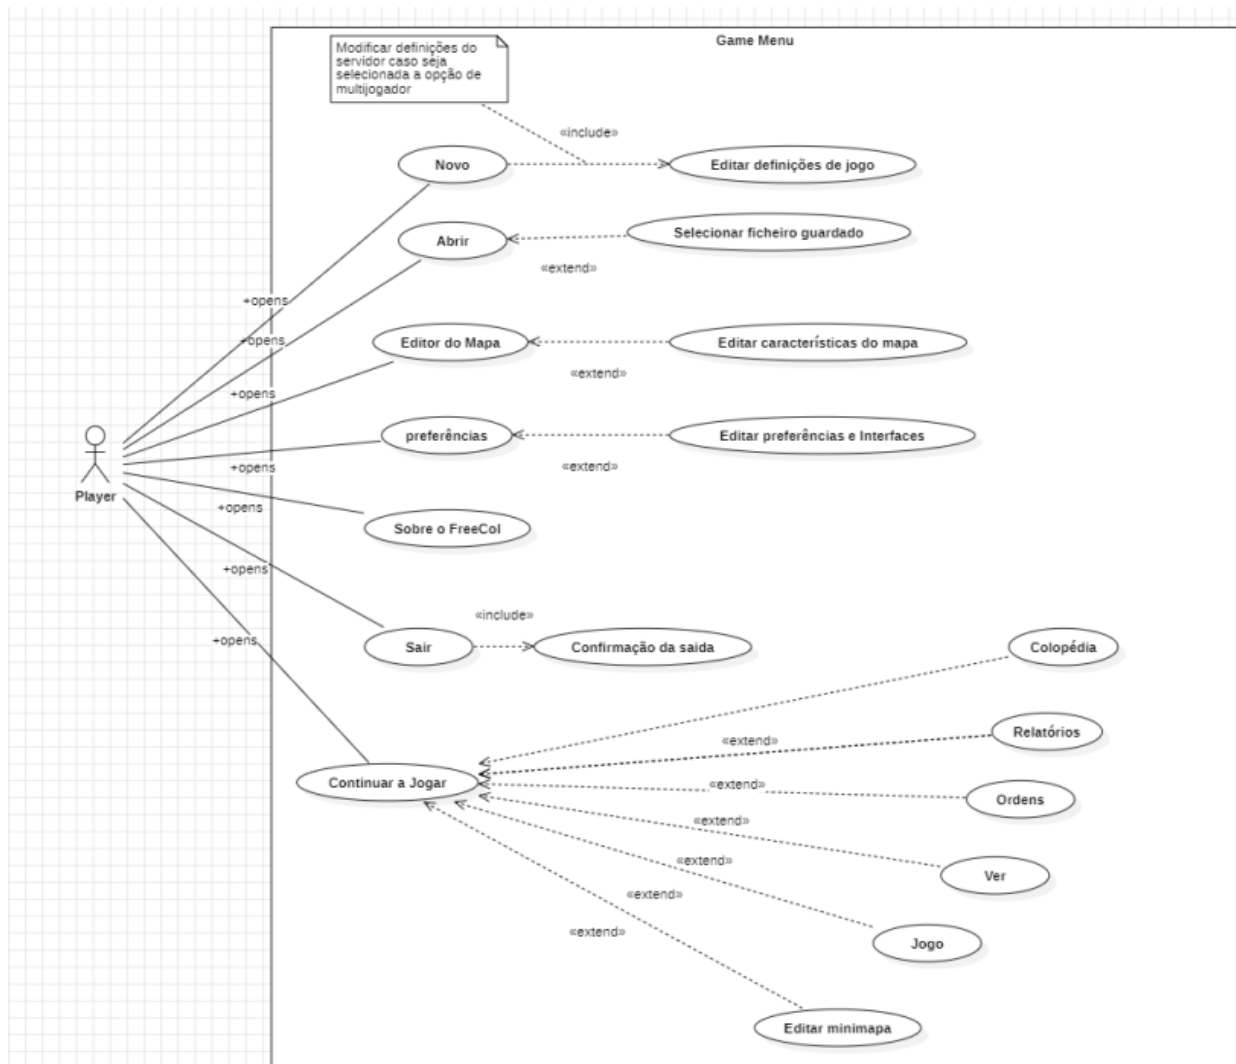 Game Menu
Modificar definições do
servidor caso seja
selecionada a opção de
multijogador
«include»
Novo
Editar definições de jogo
Abrir
Selecionar ficheiro guardado
«extend»
+opens
+opens
Editor do Mapa
Editar características do mapa
«extend»
+opens
preferências
Editar preferências e Interfaces
«extend»
+opens
Player
+opens
Sobre o FreeCol
+opens
«include»
+opens
Sair
Confirmação da saida
Colopédia
Relatórios
«extend»
Continuar a Jogar
«extend»
Ordens
«extend»
«extend»
Ver
«extend»
«extend»
Jogo
Editar minimapa